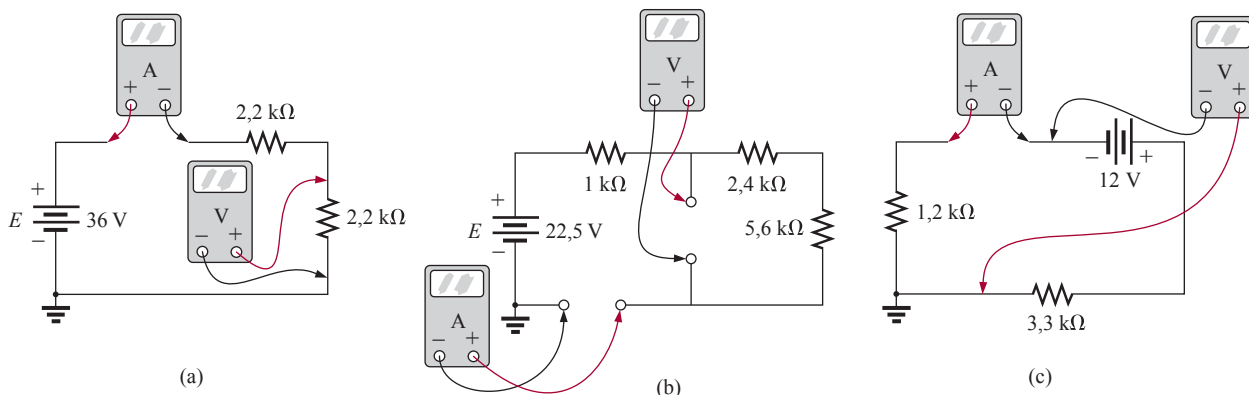 A
+ −
2,2 kΩ
+
E
36 V
−
V
− +
2,2 kΩ
(a)
V
− +
1 kΩ
2,4 kΩ
+
E
22,5 V
−
5,6 kΩ
A
− +
(b)
A
+ −
V
− +
− +
12 V
1,2 kΩ
3,3 kΩ
(c)